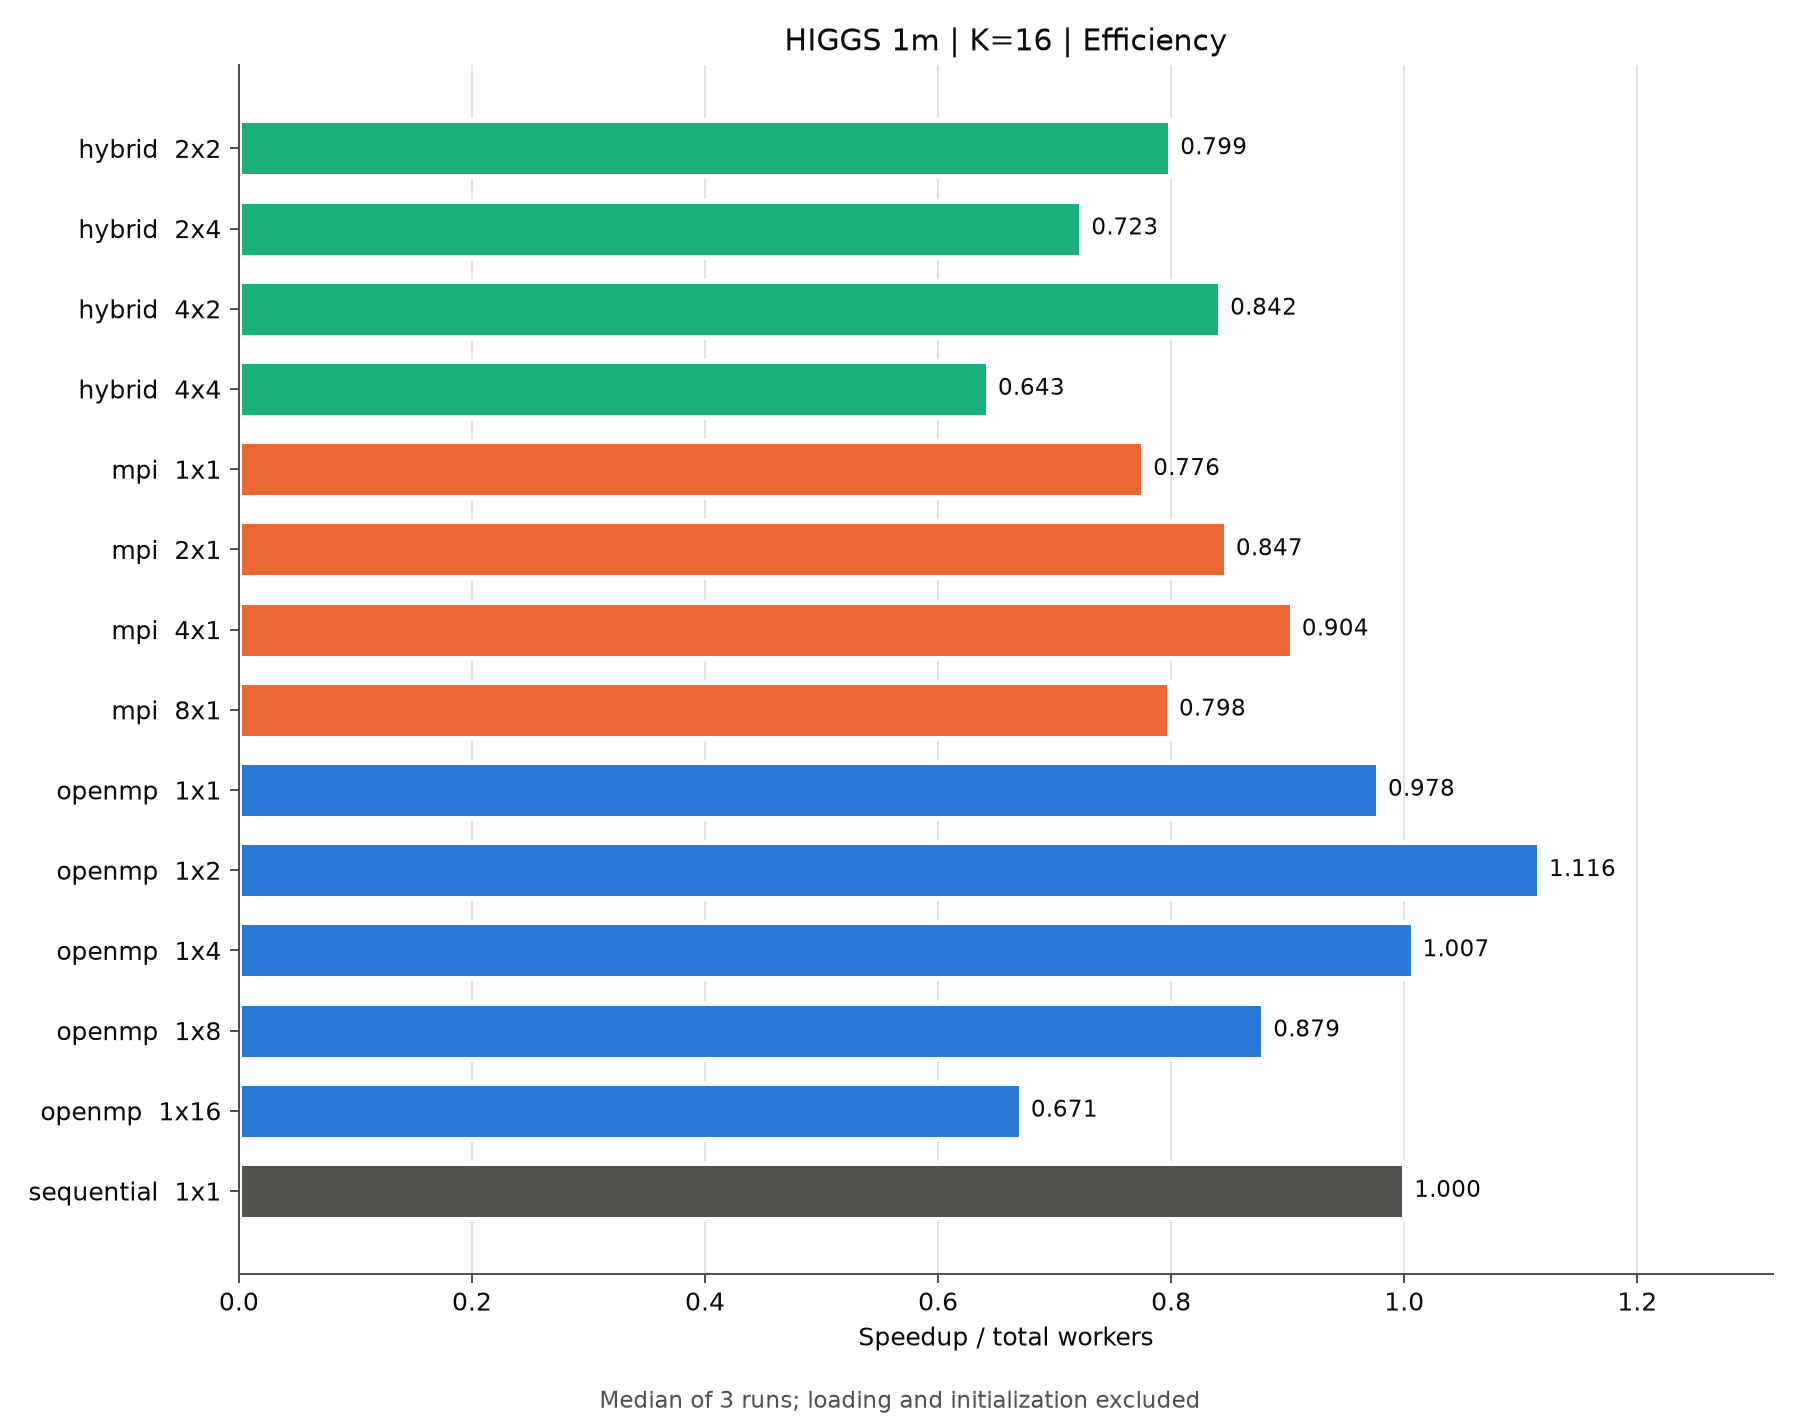 HIGGS 1m | K=16 | Efficiency
hybrid 2x2 0.799
hybrid 2x4 0.723
hybrid 4x2 0.842
hybrid 4x4 0.643
mpi 1x1 0.776
mpi 2x1 0.847
mpi 4x1 0.904
mpi 8x1 0.798
openmp 1x1 0.978
openmp 1x2 1.116
openmp 1x4 1.007
openmp 1x8 0.879
openmp 1x16 0.671
sequential 1x1 1.000
0.0 0.2 0.4 0.6 0.8 1.0 1.2
Speedup / total workers
Median of 3 runs; loading and initialization excluded